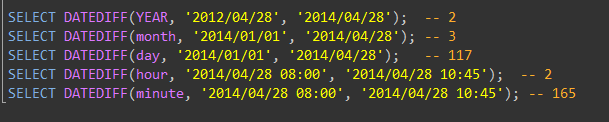 SELECT DATEDIFF(YEAR, '2012/04/28', '2014/04/28');  -- 2
SELECT DATEDIFF(month, '2014/01/01', '2014/04/28'); -- 3
SELECT DATEDIFF(day, '2014/01/01', '2014/04/28');   -- 117
SELECT DATEDIFF(hour, '2014/04/28 08:00', '2014/04/28 10:45');  -- 2
SELECT DATEDIFF(minute, '2014/04/28 08:00', '2014/04/28 10:45'); -- 165